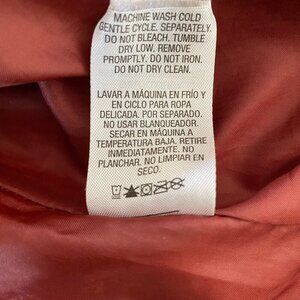 MACHINE WASH COLD
GENTLE CYCLE. SEPARATELY.
DO NOT BLEACH. TUMBLE
DRY LOW. REMOVE
PROMPTLY. DO NOT IRON.
DO NOT DRY CLEAN.
LAVAR A MÁQUINA EN FRÍO Y
EN CICLO PARA ROPA
DELICADA. POR SEPARADO.
NO USAR BLANQUEADOR.
SECAR EN MÁQUINA A
TEMPERATURA BAJA. RETIRE
INMEDIATAMENTE. NO
PLANCHAR. NO LIMPIAR EN
SECO.